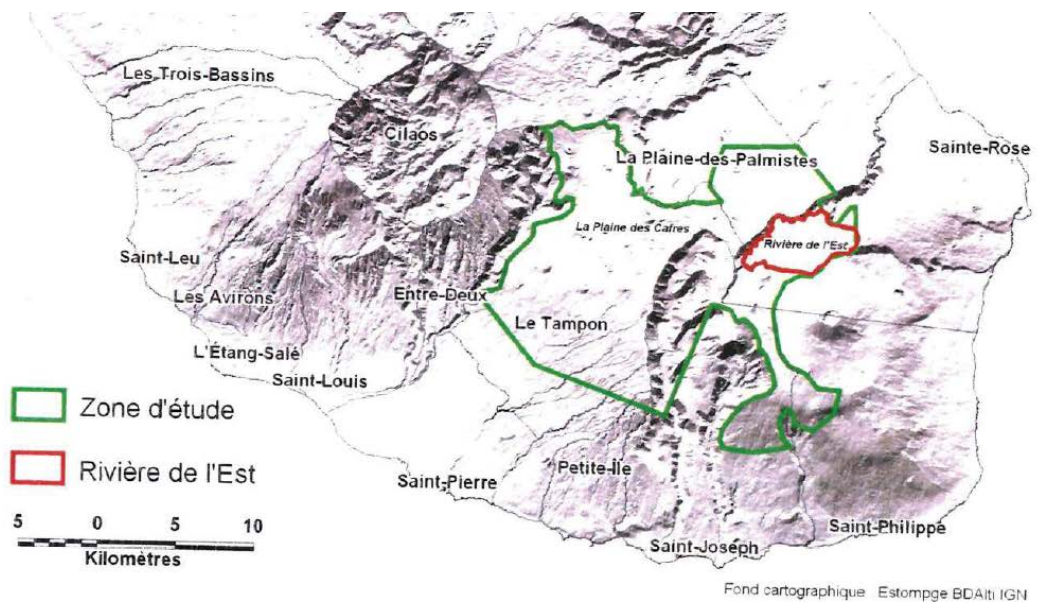 Les Trois-Bassins
Cilaos
La Plaine-des-Palmistes
Sainte-Rose
La Plaine des Cafres
Rivière de l'Est
Saint-Leu
Les Avirons
Entre-Deux
Le Tampon
L'Étang-Salé
Saint-Louis
Zone d'étude
Rivière de l'Est
Petite-Île
Saint-Pierre
Saint-Philippe
Saint-Joseph
5 0 5 10
Kilomètres
Fond cartographique Estompge BDAlti IGN